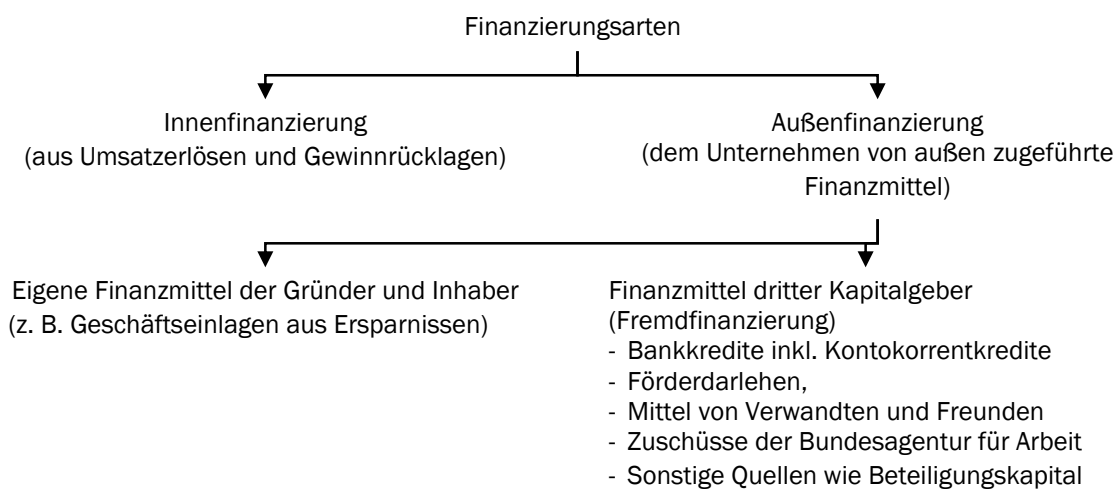 Finanzierungsarten
Innenfinanzierung
(aus Umsatzerlösen und Gewinnrücklagen)
Außenfinanzierung
(dem Unternehmen von außen zugeführte
Finanzmittel)
Eigene Finanzmittel der Gründer und Inhaber
(z. B. Geschäftseinlagen aus Ersparnissen)
Finanzmittel dritter Kapitalgeber
(Fremdfinanzierung)
- Bankkredite inkl. Kontokorrentkredite
- Förderdarlehen,
- Mittel von Verwandten und Freunden
- Zuschüsse der Bundesagentur für Arbeit
- Sonstige Quellen wie Beteiligungskapital